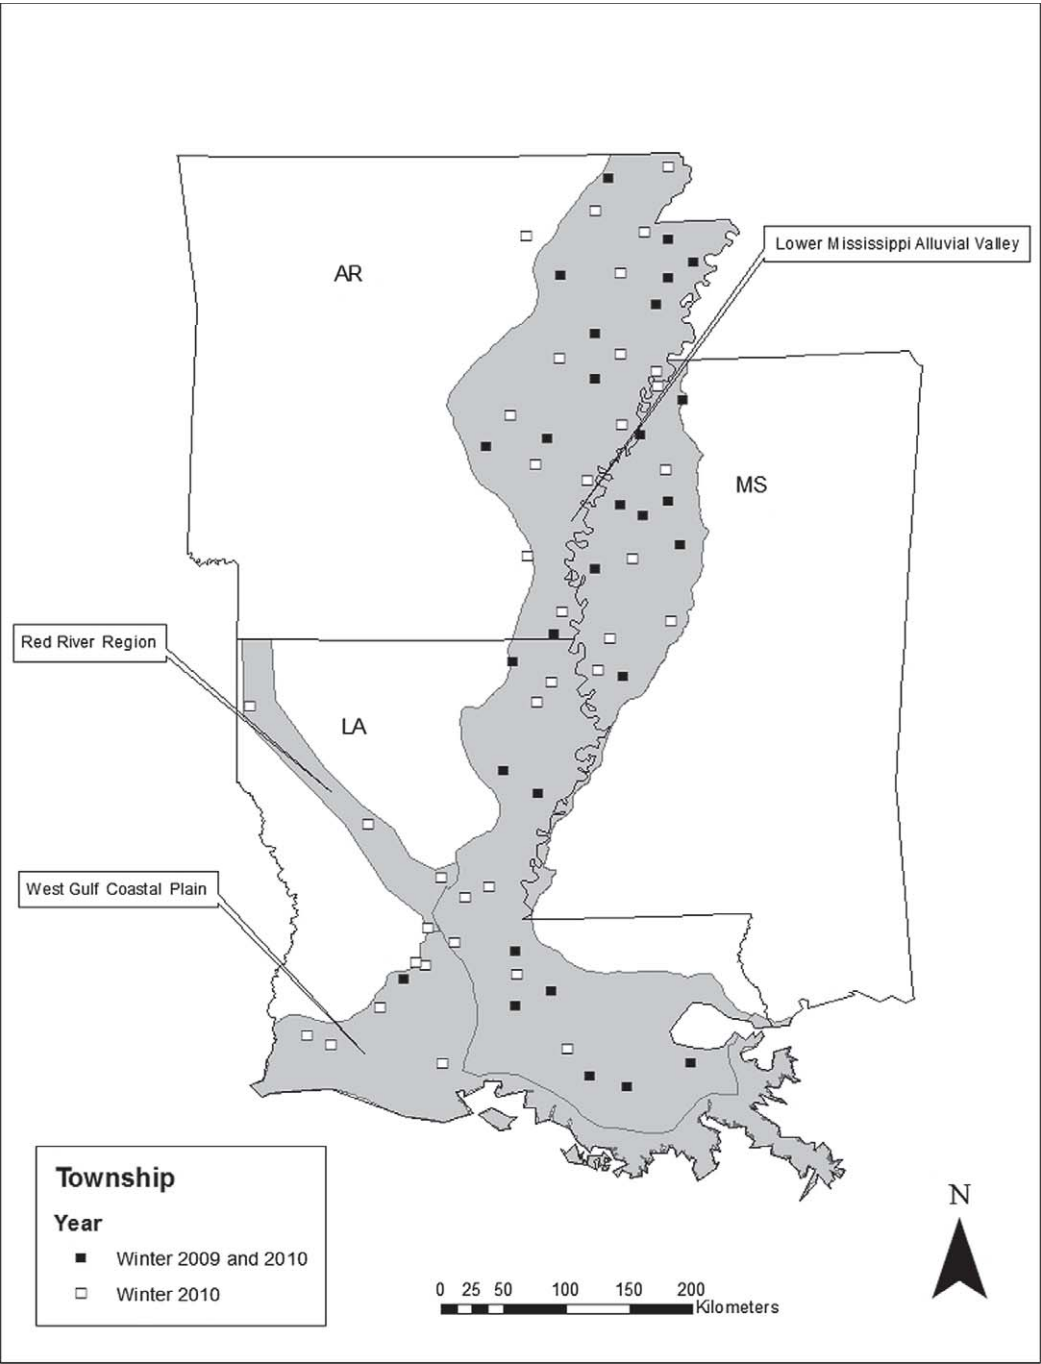 Lower Mississippi Alluvial Valley
AR
MS
Red River Region
LA
West Gulf Coastal Plain
Township
Year
Winter 2009 and 2010
Winter 2010
N
0 25 50 100 150 200
Kilometers